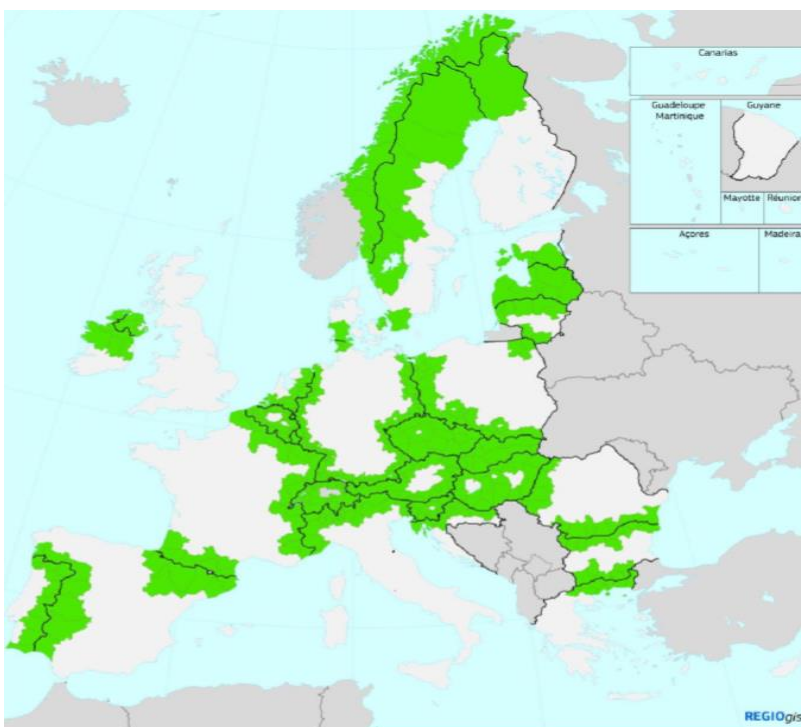 Canarias
Guadeloupe
Martinique
Guyane
Mayotte
Réunion
Açores
Madeira
REGIOgis